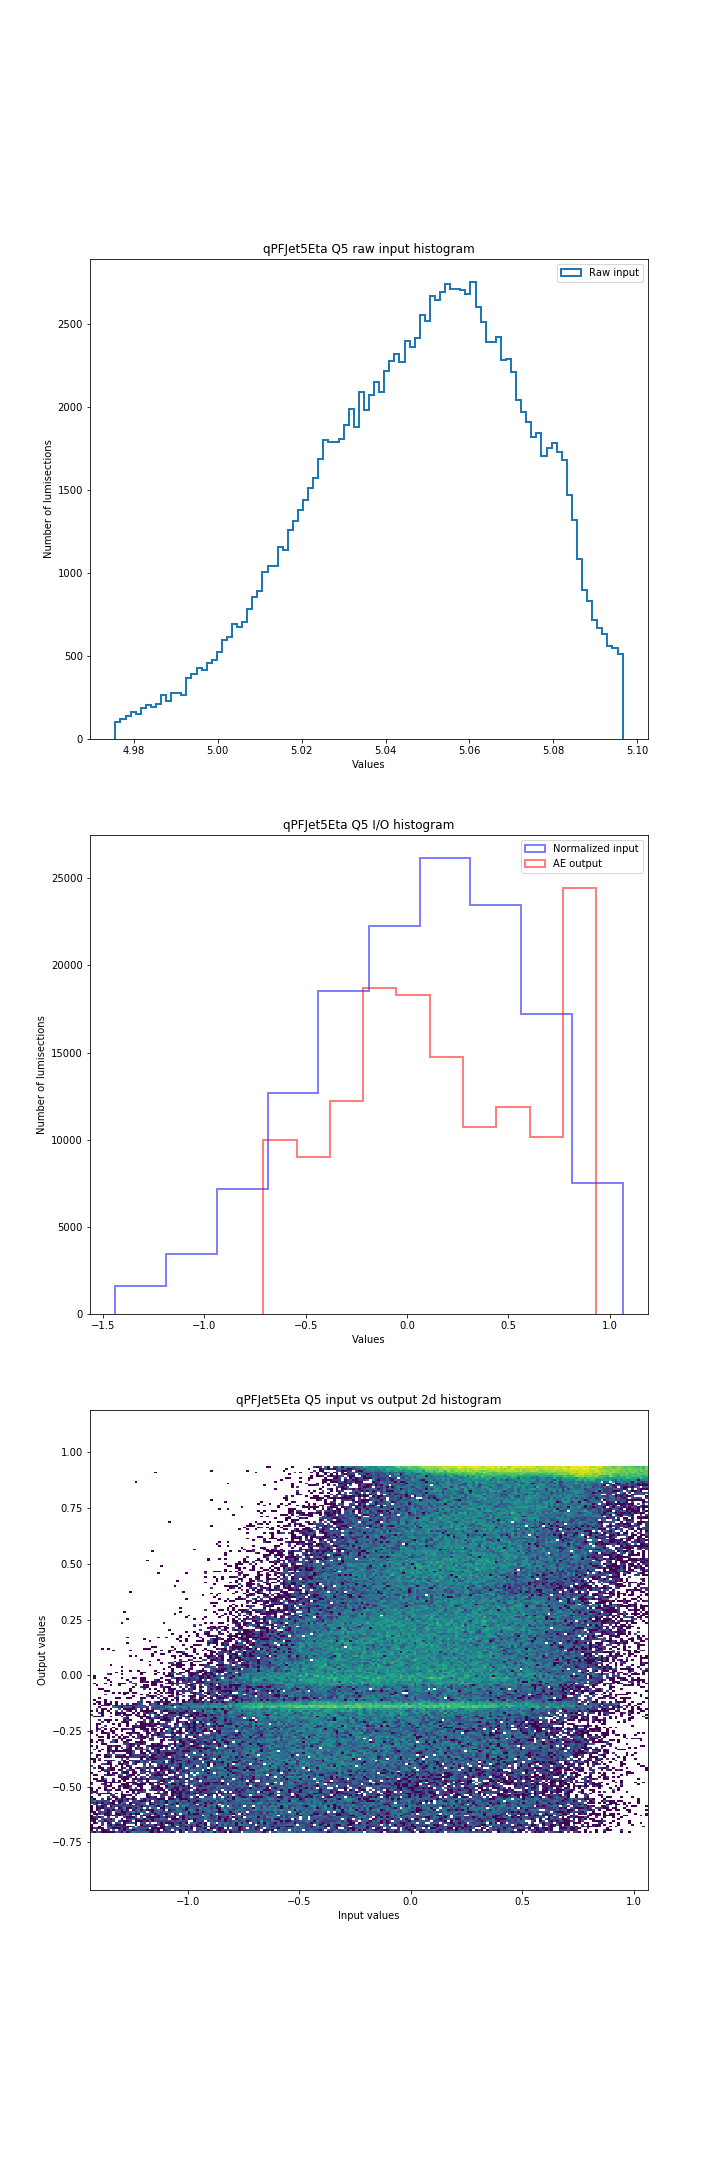 qPFJet5Eta Q5 raw input histogram
Raw input
2500
2000
1500
1000
500
0
Number of lumisections
4.98 5.00 5.02 5.04 5.06 5.08 5.10
Values
qPFJet5Eta Q5 I/O histogram
Normalized input
AE output
25000
20000
15000
10000
5000
0
Number of lumisections
−1.5 −1.0 −0.5 0.0 0.5 1.0
Values
qPFJet5Eta Q5 input vs output 2d histogram
1.00
0.75
0.50
0.25
0.00
−0.25
−0.50
−0.75
Output values
−1.0 −0.5 0.0 0.5 1.0
Input values